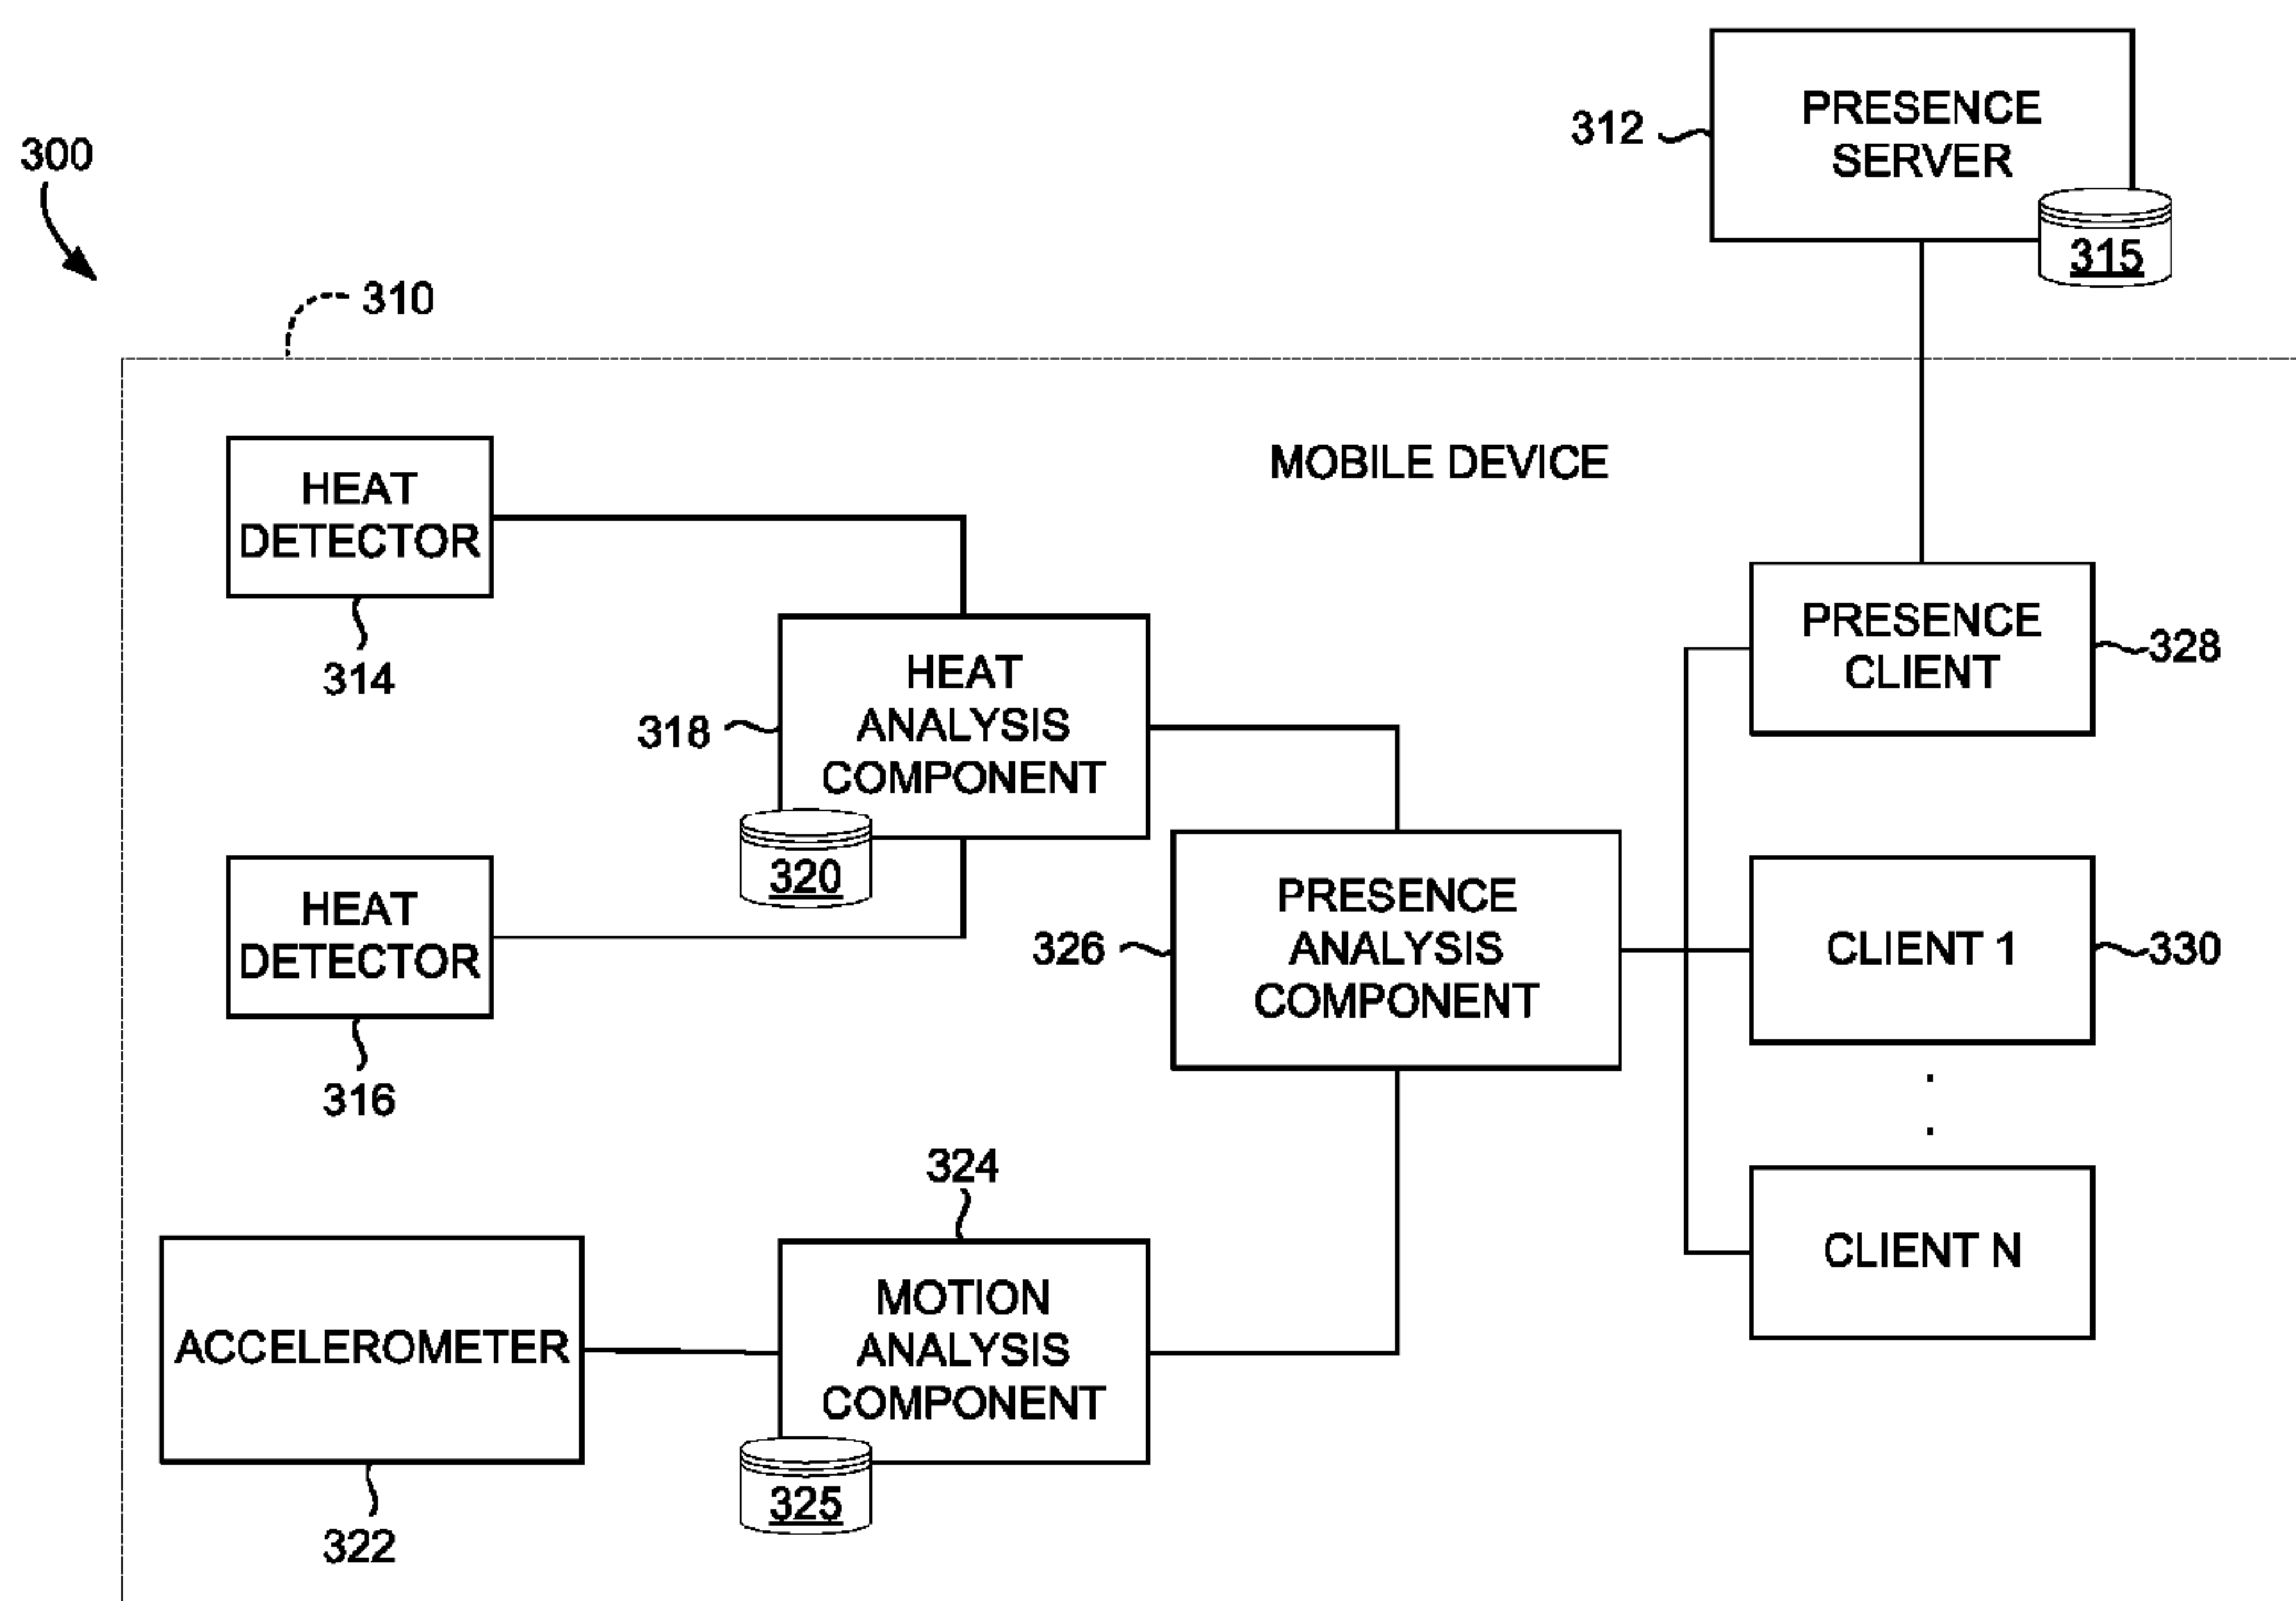 300
312
PRESENCE
SERVER
315
310
MOBILE DEVICE
HEAT
DETECTOR
314
HEAT
ANALYSIS
COMPONENT
318
320
PRESENCE
CLIENT
328
HEAT
DETECTOR
316
PRESENCE
ANALYSIS
COMPONENT
326
CLIENT 1
330
324
ACCELEROMETER
322
MOTION
ANALYSIS
COMPONENT
325
CLIENT N